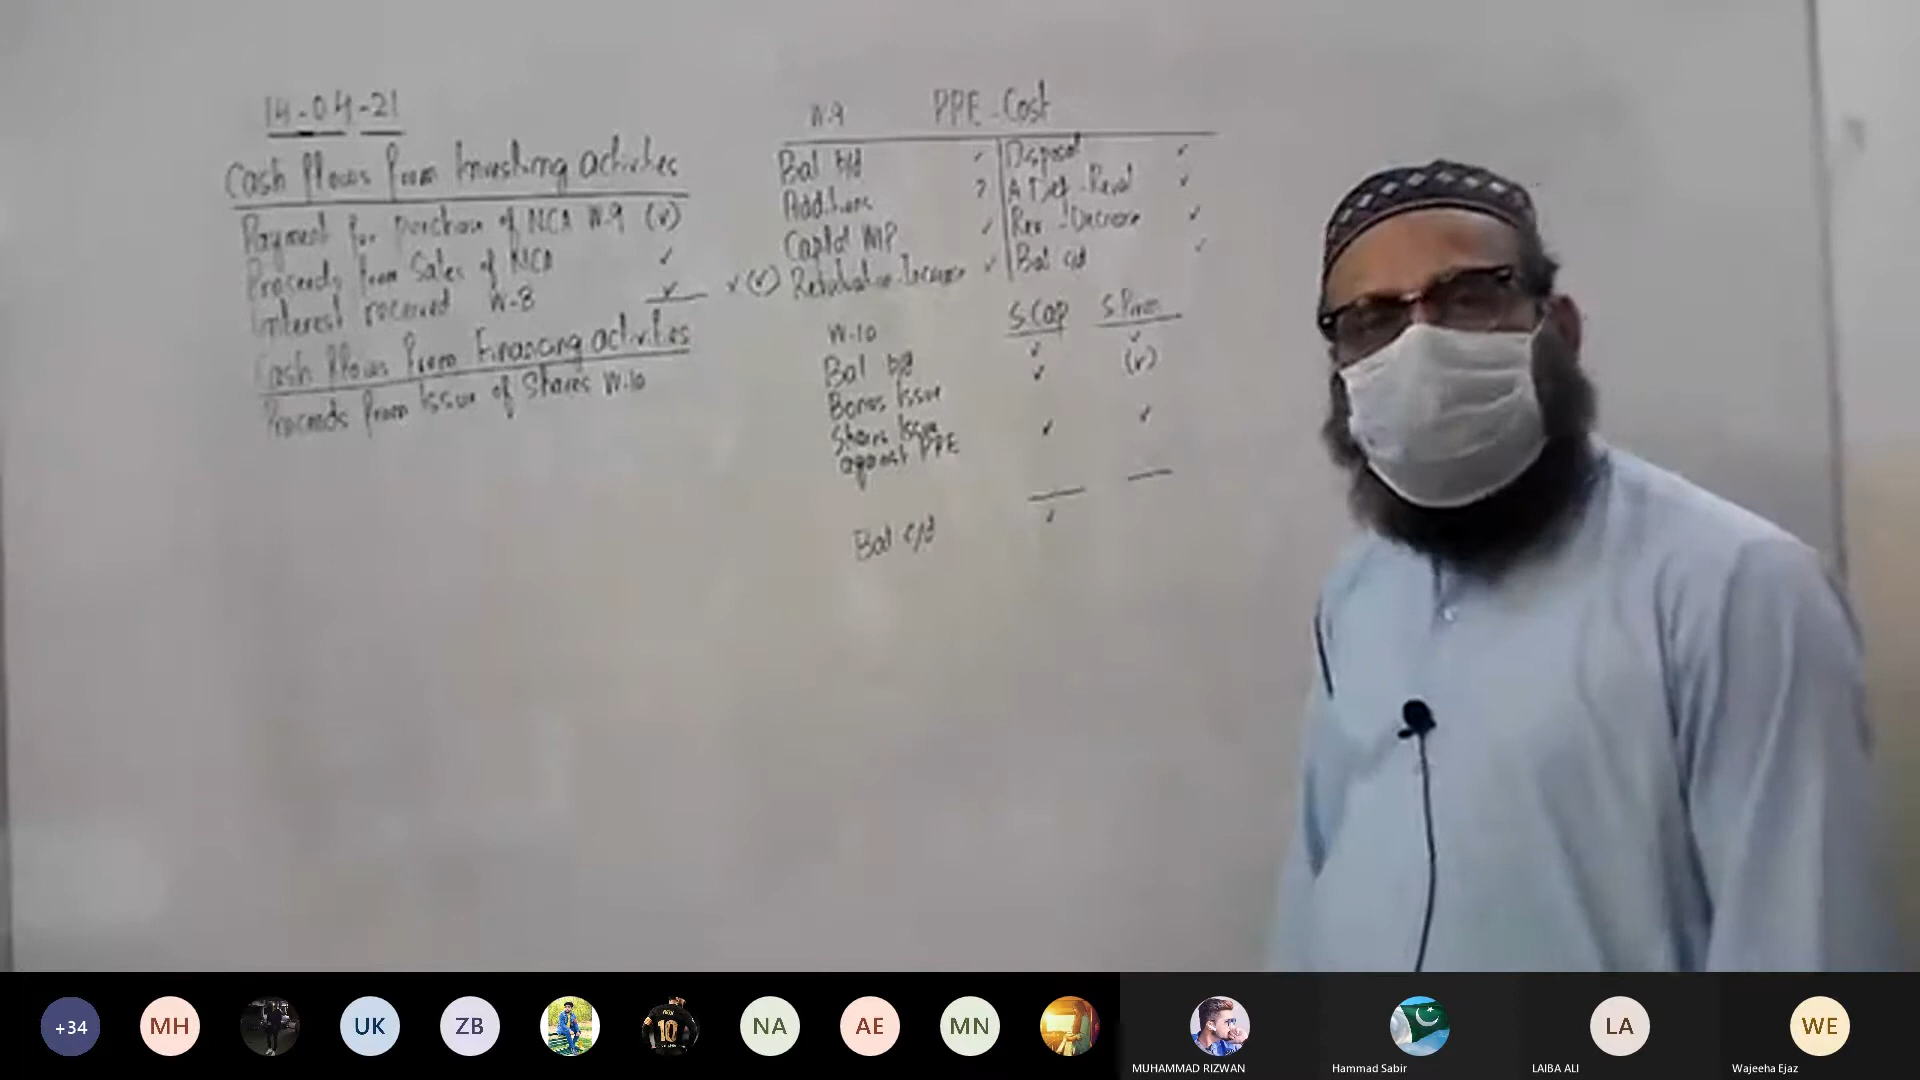 14-04-21
Cash flows from Investing activities
Payment for purchase of NCA W-9 (✓)
Proceeds from Sales of NCA ✓
Interest received W-8 ✓
Cash flows from Financing activities
Proceeds from Issue of Shares W-10
W-9 PPE-Cost
Bal b/d ✓ Disposal ✓
Additions ? A Dep-Reval ✓
Capital WIP ✓ Rev-Decrease ✓
✓ (✓) Revaluation-Increase ✓ Bal c/d ✓
W-10 S.Cap S.Prem
Bal b/d ✓ ✓
Bonus Issue ✓ (✓)
Shares Issue
against PPE ✓ ✓
Bal c/d ✓
+34
MH
UK
ZB
10
NA
AE
MN
LA
WE
MUHAMMAD RIZWAN
Hammad Sabir
LAIBA ALI
Wajeeha Ejaz